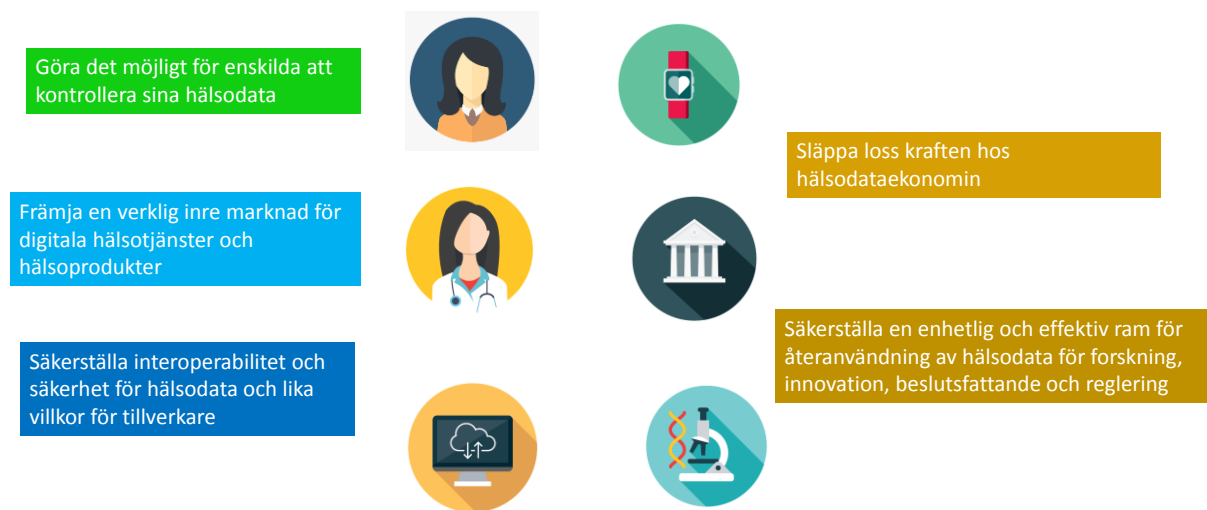 Göra det möjligt för enskilda att
kontrollera sina hälsodata
Främja en verklig inre marknad för
digitala hälsotjänster och
hälsoprodukter
Säkerställa interoperabilitet och
säkerhet för hälsodata och lika
villkor för tillverkare
Släppa loss kraften hos
hälsodataekonomin
Säkerställa en enhetlig och effektiv ram för
återanvändning av hälsodata för forskning,
innovation, beslutsfattande och reglering